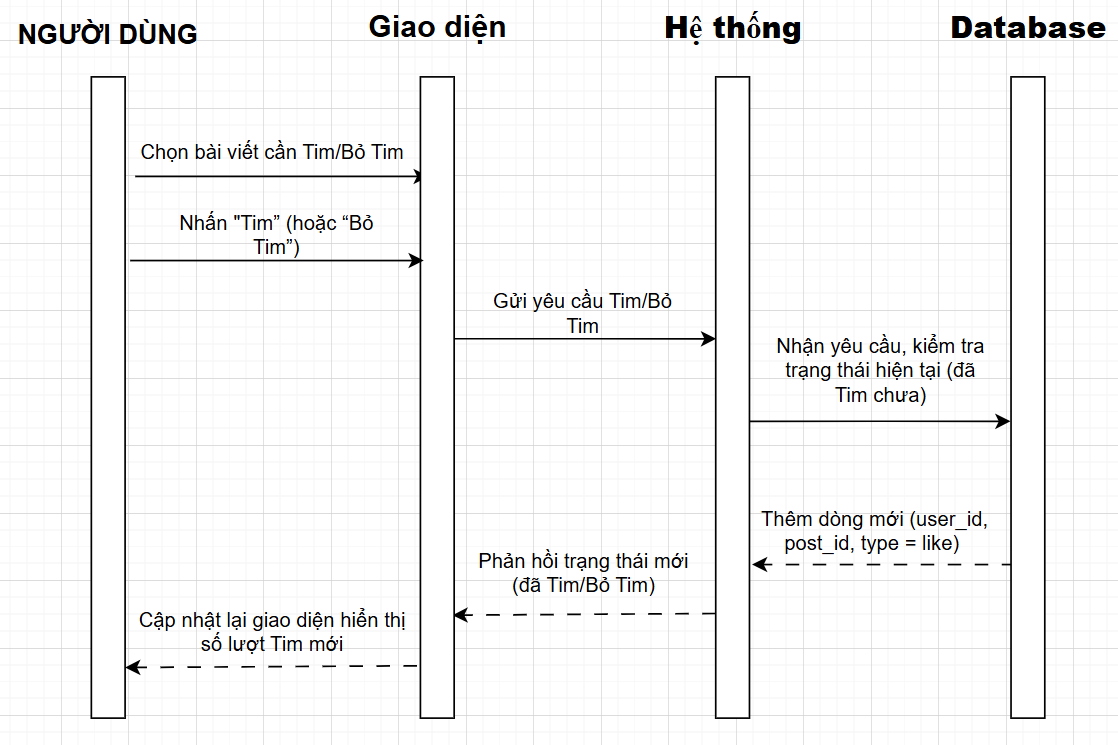 NGƯỜI DÙNG
Giao diện
Hệ thống
Database
Chọn bài viết cần Tim/Bỏ Tim
Nhấn "Tim” (hoặc “Bỏ
Tim”)
Gửi yêu cầu Tim/Bỏ
Tim
Nhận yêu cầu, kiểm tra
trạng thái hiện tại (đã
Tim chưa)
Thêm dòng mới (user_id,
post_id, type = like)
Phản hồi trạng thái mới
(đã Tim/Bỏ Tim)
Cập nhật lại giao diện hiển thị
số lượt Tim mới